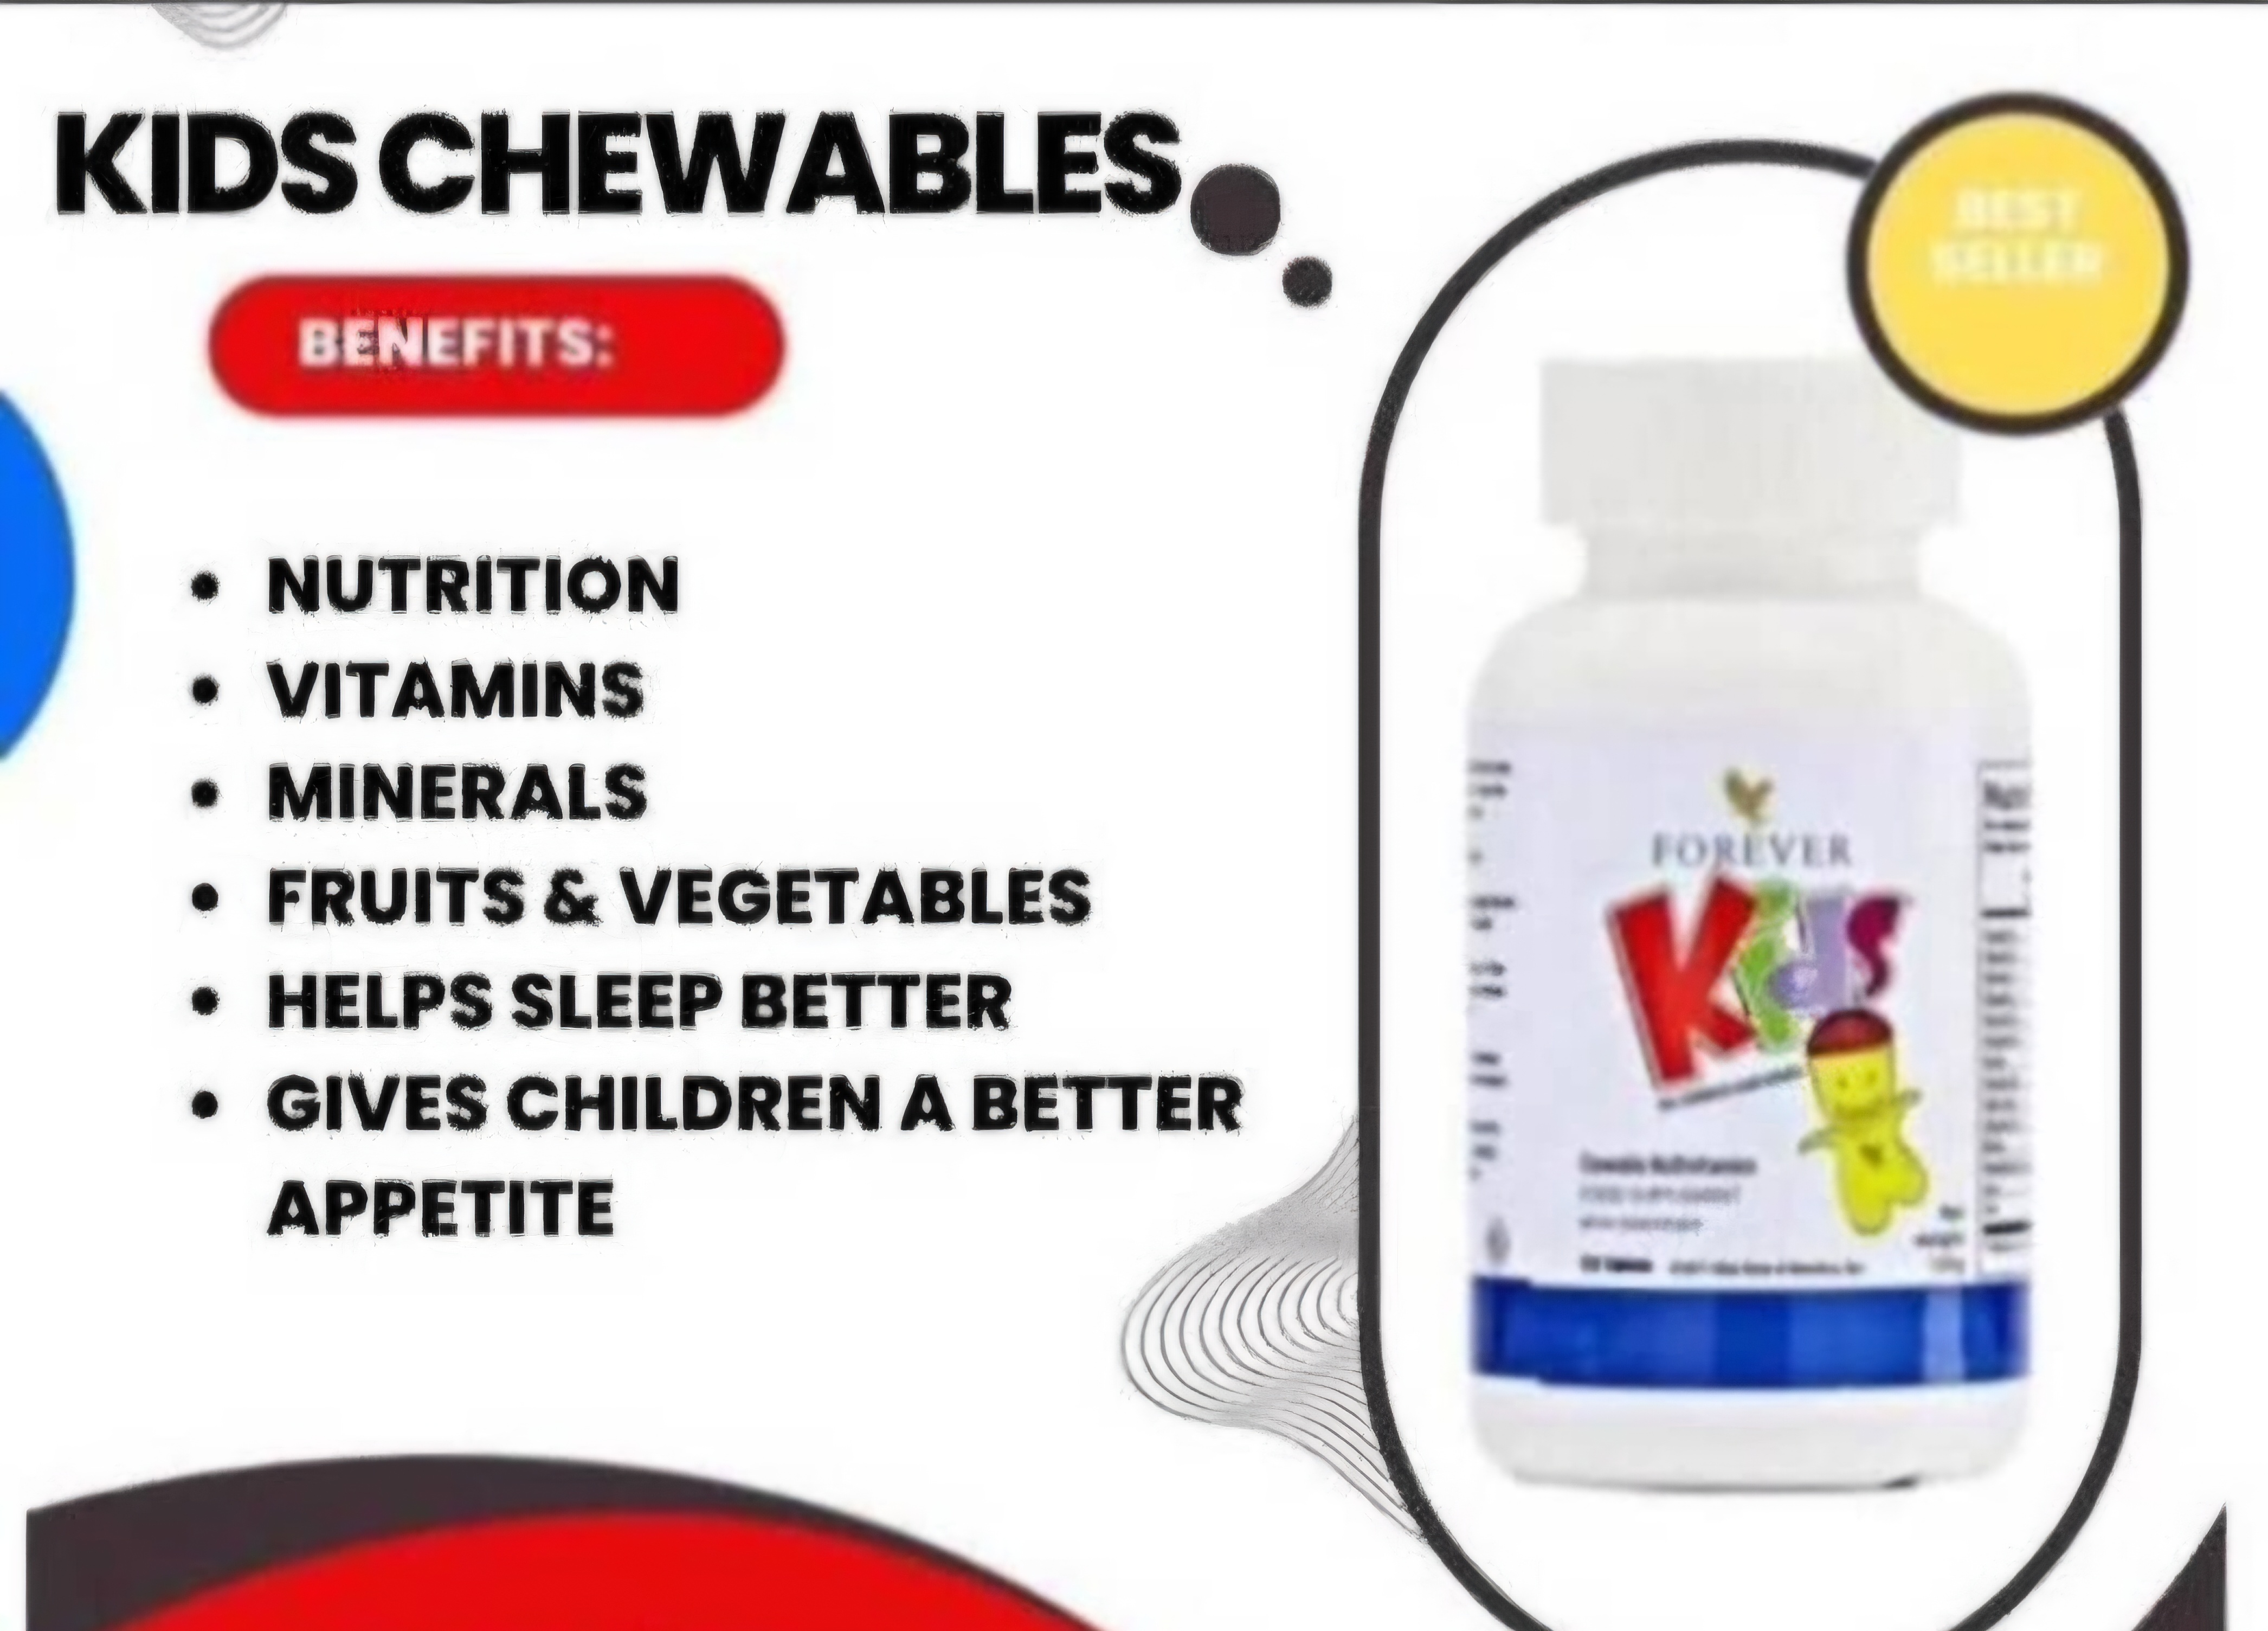 KIDS CHEWABLES
BENEFITS:
• NUTRITION
• VITAMINS
• MINERALS
• FRUITS & VEGETABLES
• HELPS SLEEP BETTER
• GIVES CHILDREN A BETTER
APPETITE
BEST
SELLER
FOREVER
Kids